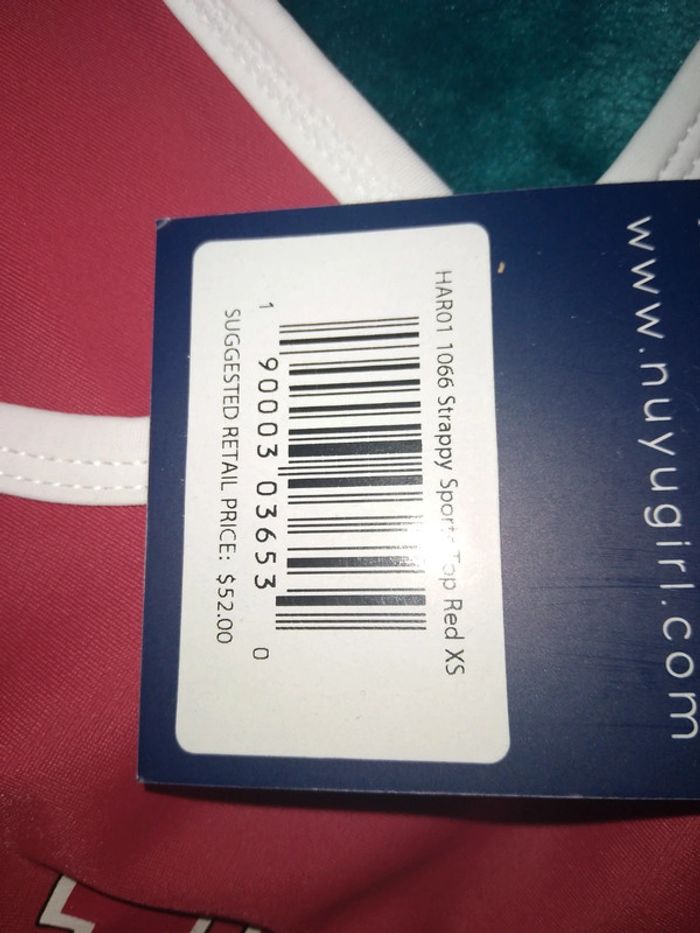 www.nuyugirl.com
HAR01 1066 Strappy Sports Top Red XS
1 90003 03653 0
SUGGESTED RETAIL PRICE: $52.00